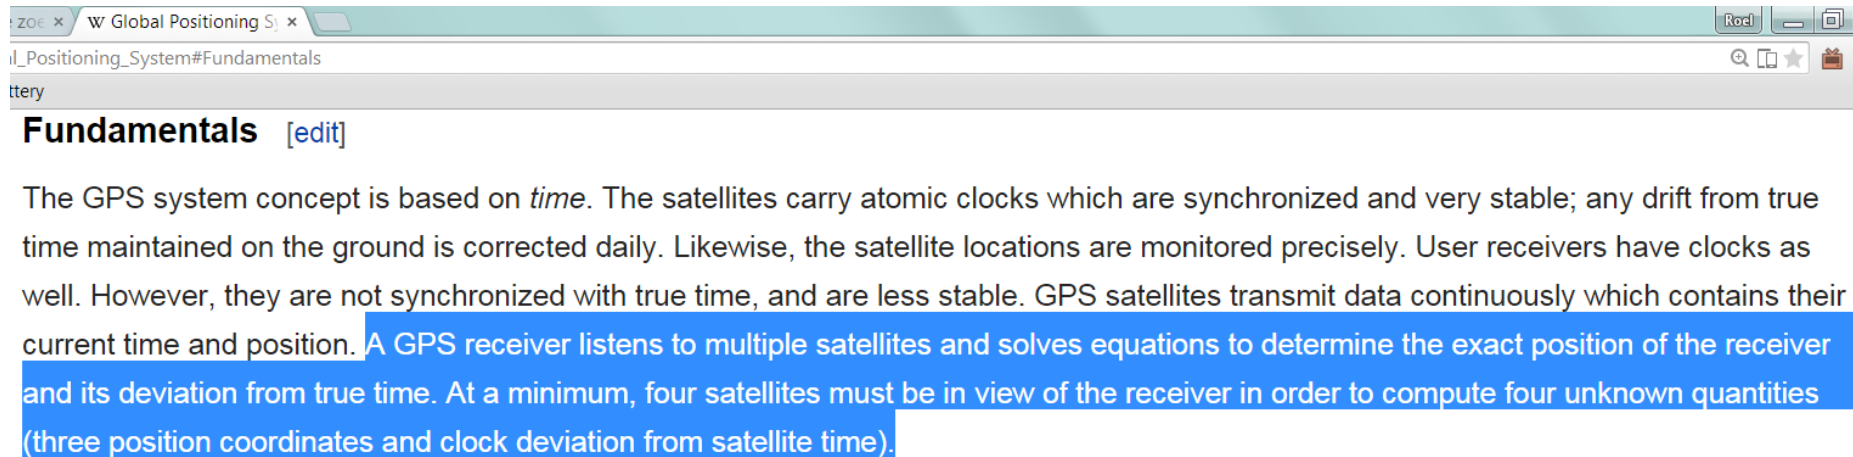 zoe × W Global Positioning Sy × Roel
al_Positioning_System#Fundamentals
ttery
Fundamentals [edit]
The GPS system concept is based on time. The satellites carry atomic clocks which are synchronized and very stable; any drift from true
time maintained on the ground is corrected daily. Likewise, the satellite locations are monitored precisely. User receivers have clocks as
well. However, they are not synchronized with true time, and are less stable. GPS satellites transmit data continuously which contains their
current time and position. A GPS receiver listens to multiple satellites and solves equations to determine the exact position of the receiver
and its deviation from true time. At a minimum, four satellites must be in view of the receiver in order to compute four unknown quantities
(three position coordinates and clock deviation from satellite time).